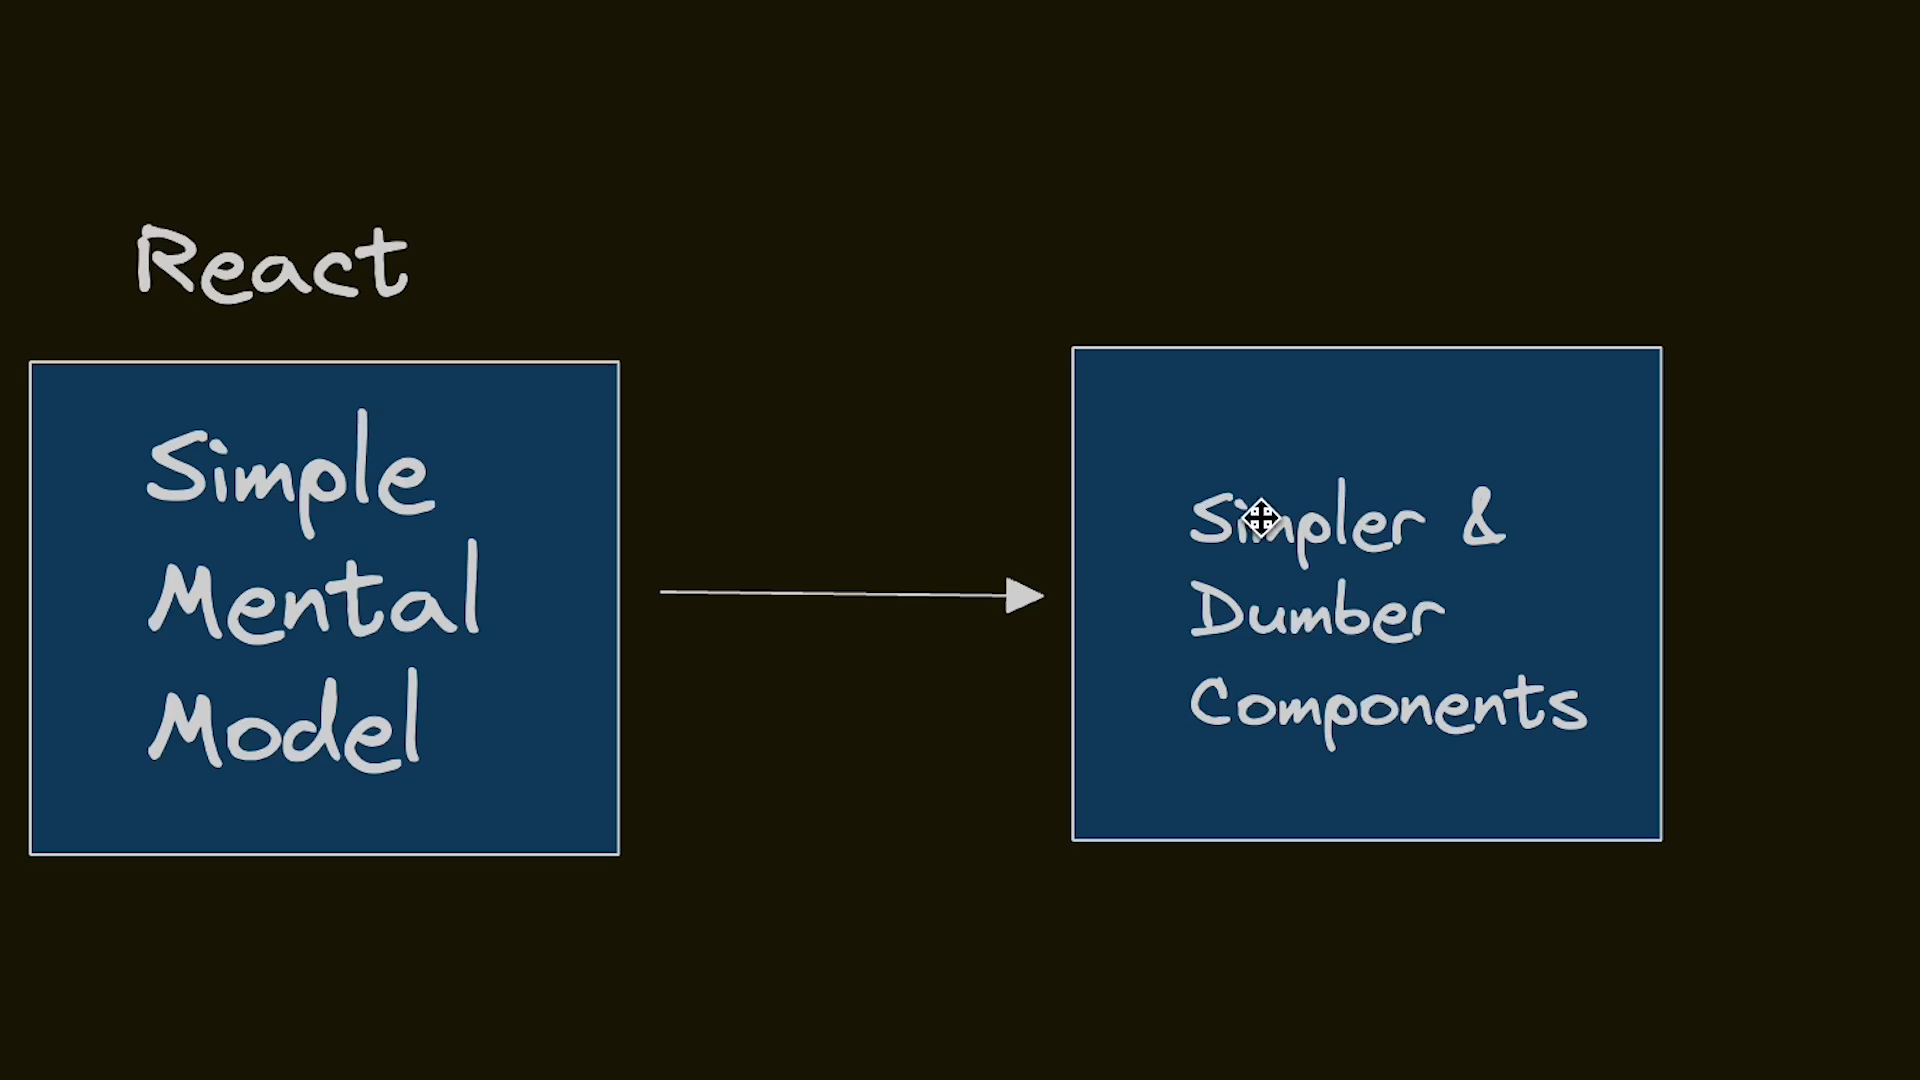 React
Simple
Mental
Model
Simpler &
Dumber
Components